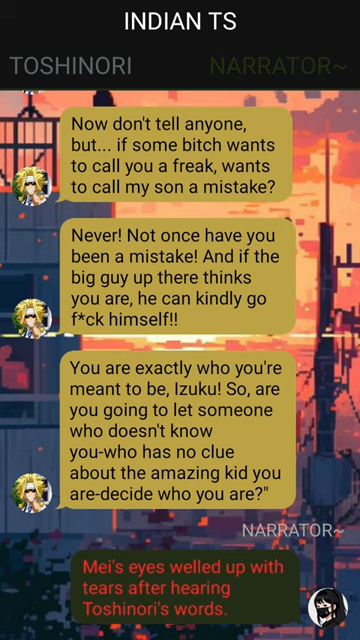 INDIAN TS
TOSHINORI NARRATOR~
Now don't tell anyone,
but... if some bitch wants
to call you a freak, wants
to call my son a mistake?
Never! Not once have you
been a mistake! And if the
big guy up there thinks
you are, he can kindly go
f*ck himself!!
You are exactly who you're
meant to be, Izuku! So, are
you going to let someone
who doesn't know
you-who has no clue
about the amazing kid you
are-decide who you are?"
NARRATOR~
Mei's eyes welled up with
tears after hearing
Toshinori's words.